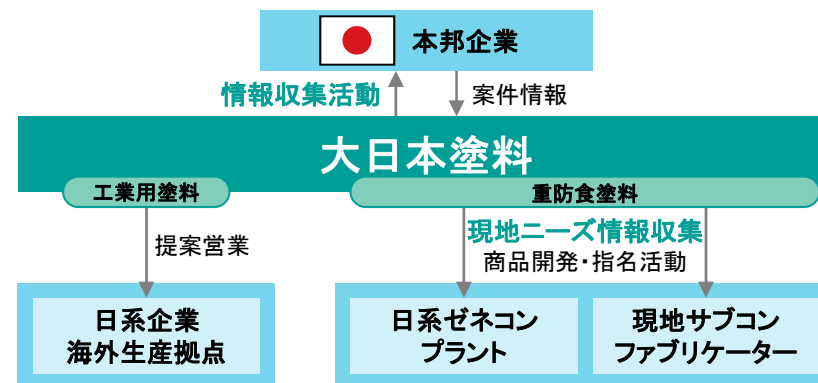 本邦企業
情報収集活動
案件情報
大日本塗料
工業用塗料
重防食塗料
提案営業
現地ニーズ情報収集
商品開発・指名活動
日系企業
海外生産拠点
日系ゼネコン
プラント
現地サブコン
ファブリケーター